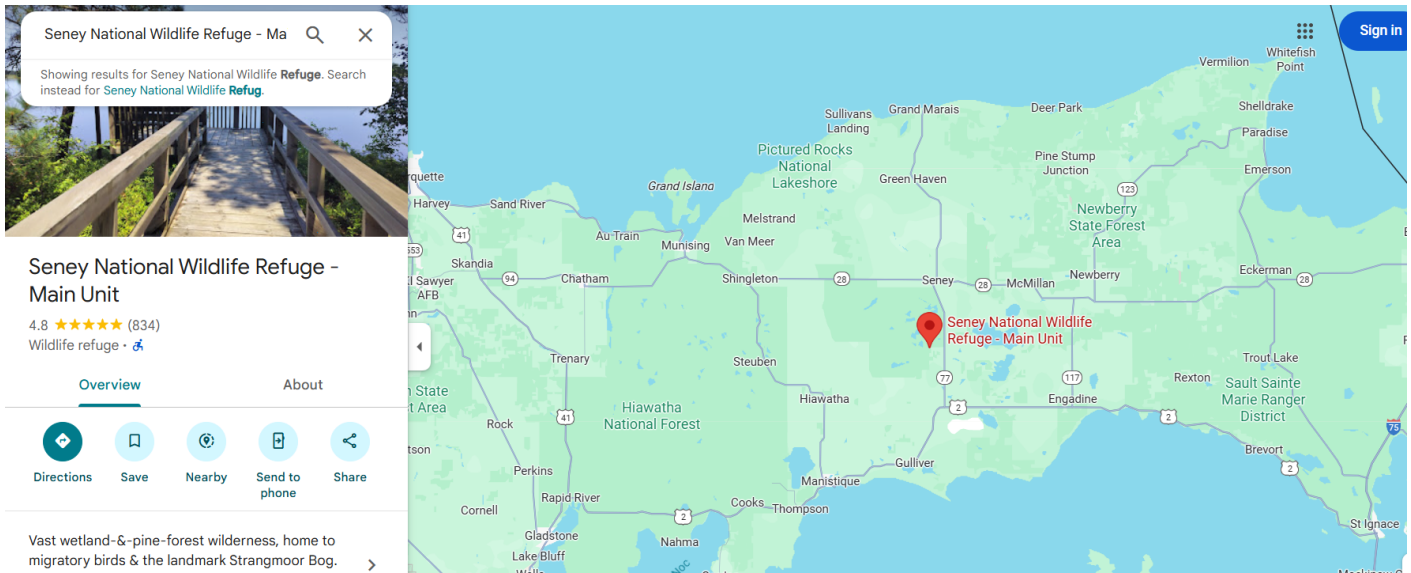 Seney National Wildlife Refuge - Ma
Showing results for Seney National Wildlife Refuge. Search
instead for Seney National Wildlife Refug.
Seney National Wildlife Refuge -
Main Unit
4.8
(834)
Wildlife refuge ·
Overview
About
Directions
Save
Nearby
Send to
phone
Share
Vast wetland-&-pine-forest wilderness, home to
migratory birds & the landmark Strangmoor Bog.
Sign in
Whitefish
Point
Vermilion
Sullivans
Landing
Grand Marais
Deer Park
Shelldrake
Paradise
Pictured Rocks
National
Lakeshore
Pine Stump
Junction
Emerson
Green Haven
rquette
Harvey
Sand River
Grand Island
123
Newberry
State Forest
Area
Melstrand
41
Au Train
Munising
Van Meer
553
Skandia
94
Chatham
Shingleton
28
Seney
28
McMillan
Newberry
Eckerman
28
I Sawyer
AFB
nn
Seney National Wildlife
Refuge - Main Unit
Trenary
Steuben
Trout Lake
77
117
Rexton
Sault Sainte
Marie Ranger
District
n State
t Area
Hiawatha
National Forest
Hiawatha
2
Engadine
2
41
Rock
75
tson
Perkins
Gulliver
Brevort
2
Manistique
Rapid River
Cornell
Cooks
Thompson
2
St Ignace
Gladstone
Nahma
Lake Bluff
Noc